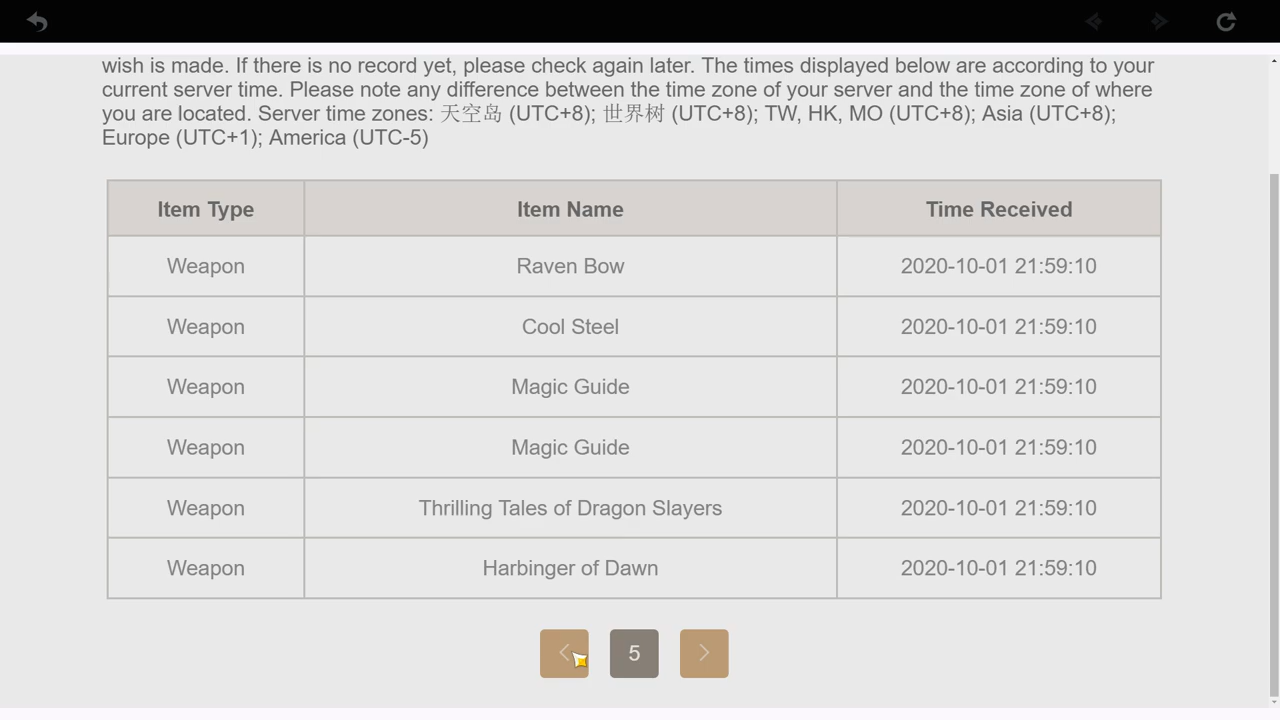 wish is made. If there is no record yet, please check again later. The times displayed below are according to your
current server time. Please note any difference between the time zone of your server and the time zone of where
you are located. Server time zones: 天空岛 (UTC+8); 世界树 (UTC+8); TW, HK, MO (UTC+8); Asia (UTC+8);
Europe (UTC+1); America (UTC-5)
Item Type Item Name Time Received
Weapon Raven Bow 2020-10-01 21:59:10
Weapon Cool Steel 2020-10-01 21:59:10
Weapon Magic Guide 2020-10-01 21:59:10
Weapon Magic Guide 2020-10-01 21:59:10
Weapon Thrilling Tales of Dragon Slayers 2020-10-01 21:59:10
Weapon Harbinger of Dawn 2020-10-01 21:59:10
5